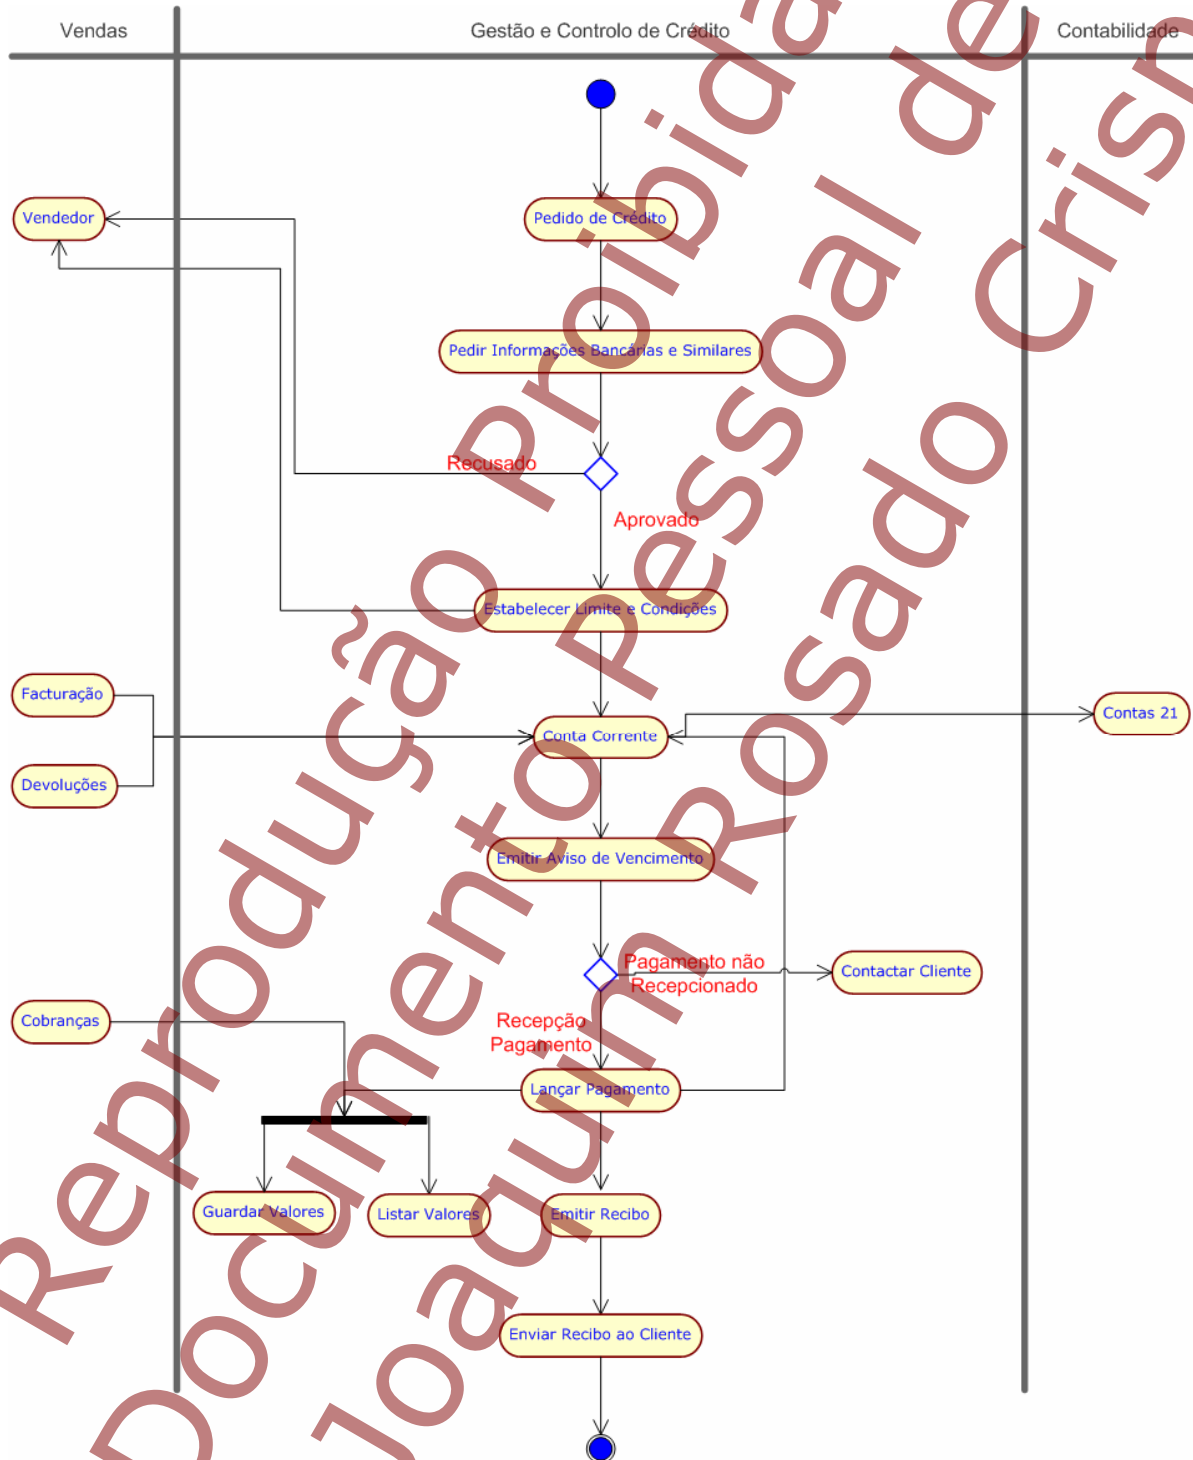 Vendas
Gestão e Controlo de Crédito
Contabilidade
Vendedor
Pedido de Crédito
Pedir Informações Bancárias e Similares
Recusado
Aprovado
Estabelecer Limite e Condições
Facturação
Contas 21
Conta Corrente
Devoluções
Emitir Aviso de Vencimento
Pagamento não
Recepcionado
Contactar Cliente
Cobranças
Recepção
Pagamento
Lançar Pagamento
Guardar Valores
Listar Valores
Emitir Recibo
Enviar Recibo ao Cliente
Reprodução Proibida
Documento Pessoal de
Joaquim Rosado